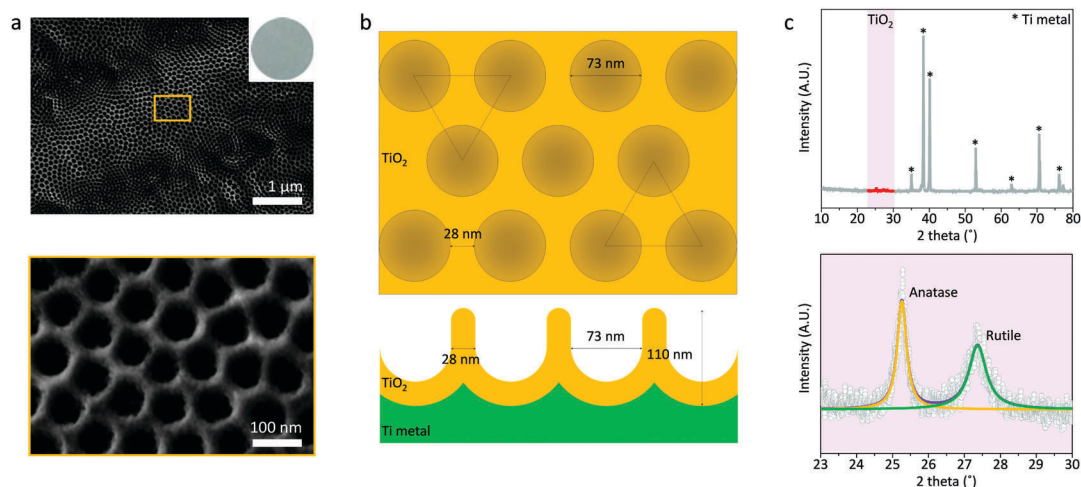 a
1 μm
100 nm
b
73 nm
TiO₂
28 nm
73 nm
28 nm
110 nm
TiO₂
Ti metal
c
TiO₂
* Ti metal
Intensity (A.U.)
*
*
*
*
*
*
*
10 20 30 40 50 60 70 80
2 theta (˚)
Intensity (A.U.)
Anatase
Rutile
23 24 25 26 27 28 29 30
2 theta (˚)